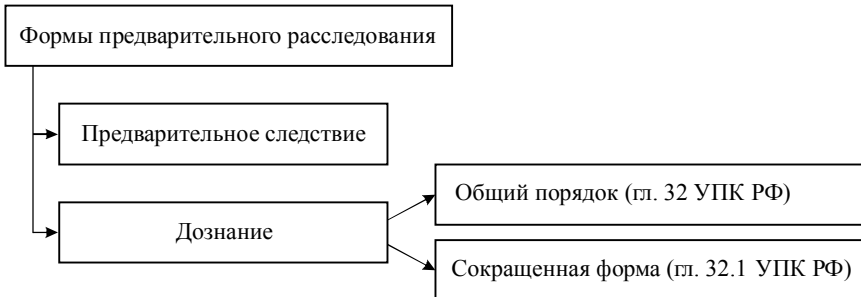 Формы предварительного расследования
Предварительное следствие
Общий порядок (гл. 32 УПК РФ)
Дознание
Сокращенная форма (гл. 32.1 УПК РФ)